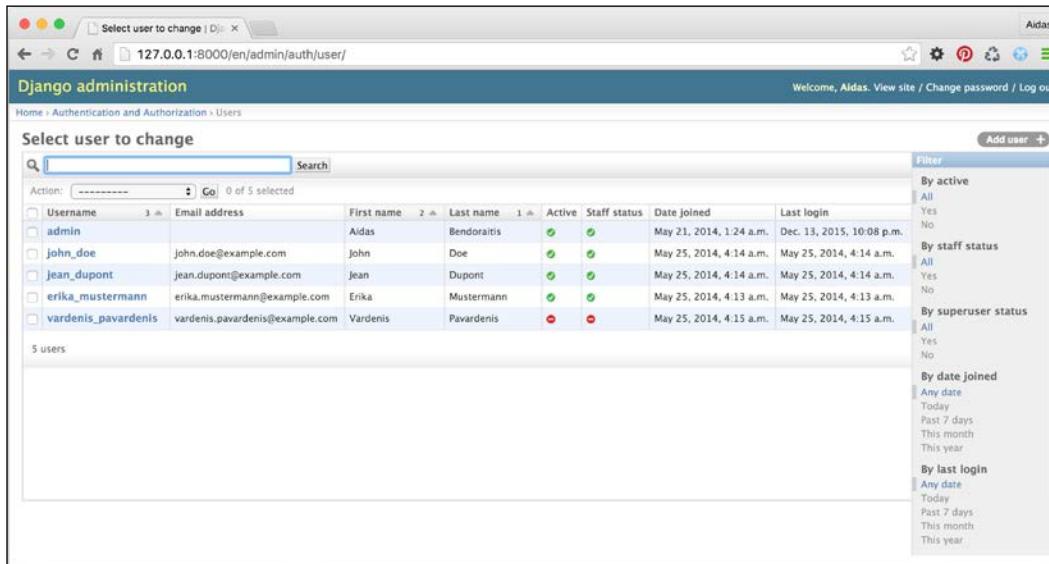 Select user to change | Dja
Aidas
127.0.0.1:8000/en/admin/auth/user/
Django administration
Welcome, Aidas. View site / Change password / Log ou
Home › Authentication and Authorization › Users
Select user to change
Add user +
Search
Action: --------- Go 0 of 5 selected
Username 3 Email address First name 2 Last name 1 Active Staff status Date joined Last login
admin Aidas Bendoraitis May 21, 2014, 1:24 a.m. Dec. 13, 2015, 10:08 p.m.
john_doe john.doe@example.com John Doe May 25, 2014, 4:14 a.m. May 25, 2014, 4:14 a.m.
jean_dupont jean.dupont@example.com Jean Dupont May 25, 2014, 4:14 a.m. May 25, 2014, 4:14 a.m.
erika_mustermann erika.mustermann@example.com Erika Mustermann May 25, 2014, 4:13 a.m. May 25, 2014, 4:13 a.m.
vardenis_pavardenis vardenis.pavardenis@example.com Vardenis Pavardenis May 25, 2014, 4:15 a.m. May 25, 2014, 4:15 a.m.
5 users
Filter
By active
All
Yes
No
By staff status
All
Yes
No
By superuser status
All
Yes
No
By date joined
Any date
Today
Past 7 days
This month
This year
By last login
Any date
Today
Past 7 days
This month
This year